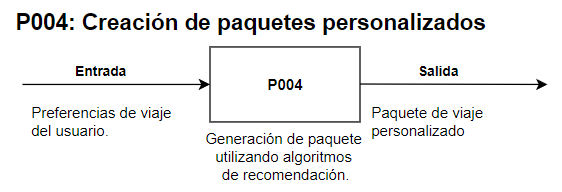 P004: Creación de paquetes personalizados
Entrada
P004
Salida
Preferencias de viaje
del usuario.
Generación de paquete
utilizando algoritmos
de recomendación.
Paquete de viaje
personalizado